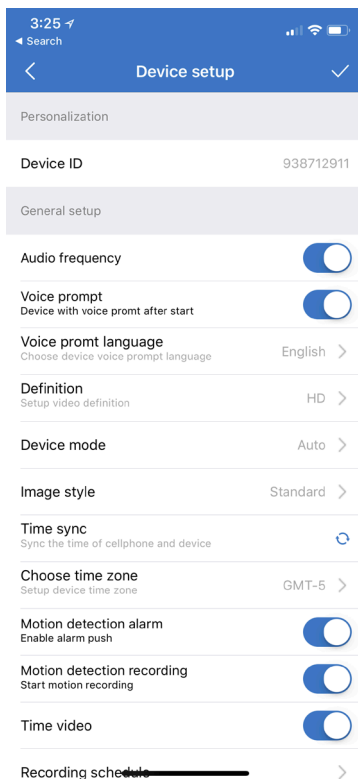 3:25
Search
Device setup
Personalization
Device ID 938712911
General setup
Audio frequency
Voice prompt
Device with voice promt after start
Voice promt language
Choose device voice prompt language
English
Definition
Setup video definition
HD
Device mode Auto
Image style Standard
Time sync
Sync the time of cellphone and device
Choose time zone
Setup device time zone
GMT-5
Motion detection alarm
Enable alarm push
Motion detection recording
Start motion recording
Time video
Recording schedule